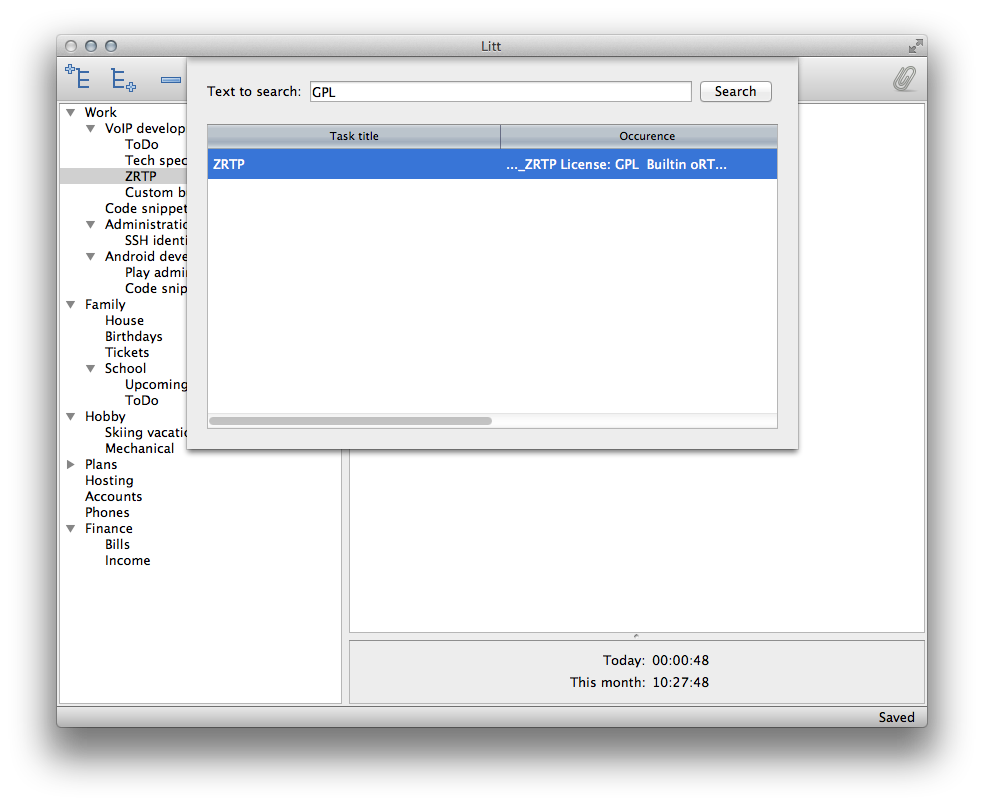 Litt
Text to search: GPL Search
Task title Occurence
ZRTP ..._ZRTP License: GPL Builtin oRT...
Work
VoIP develop
ToDo
Tech spec
ZRTP
Custom b
Code snippet
Administratio
SSH identi
Android deve
Play admi
Code snip
Family
House
Birthdays
Tickets
School
Upcoming
ToDo
Hobby
Skiing vacatio
Mechanical
Plans
Hosting
Accounts
Phones
Finance
Bills
Income
Today: 00:00:48
This month: 10:27:48
Saved